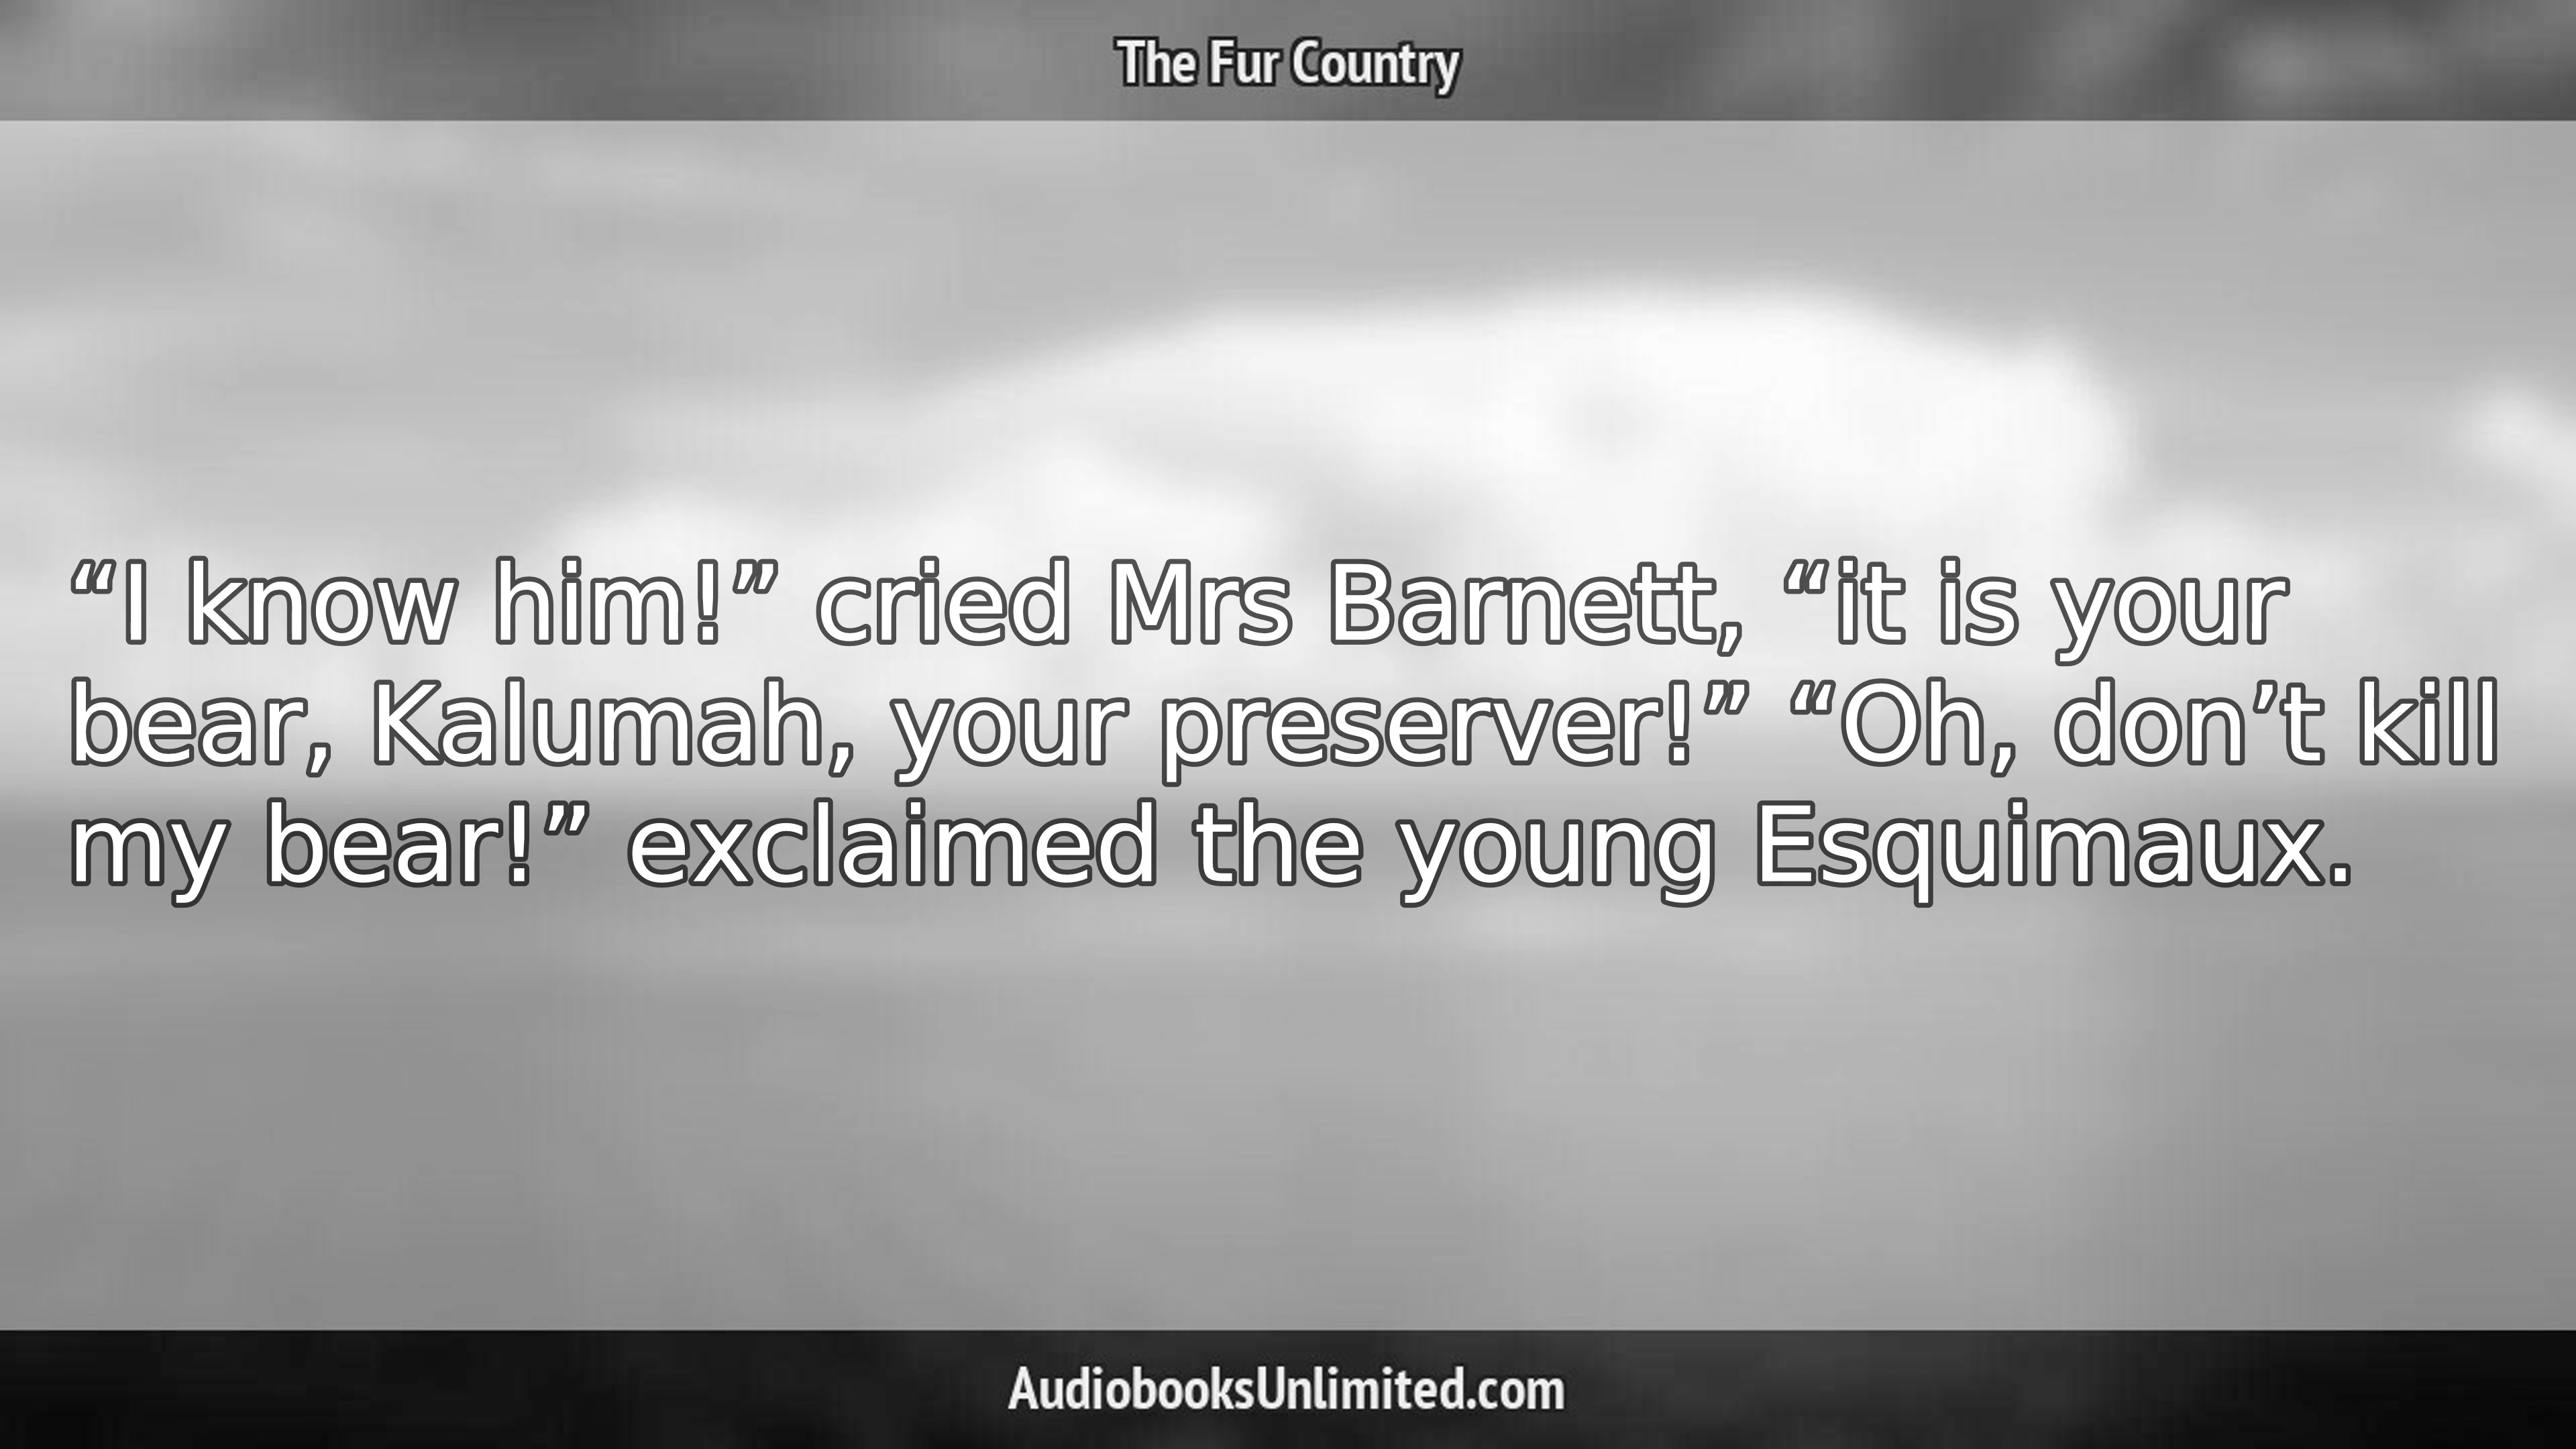 The Fur Country
“I know him!” cried Mrs Barnett, “it is your
bear, Kalumah, your preserver!” “Oh, don’t kill
my bear!” exclaimed the young Esquimaux.
AudiobooksUnlimited.com